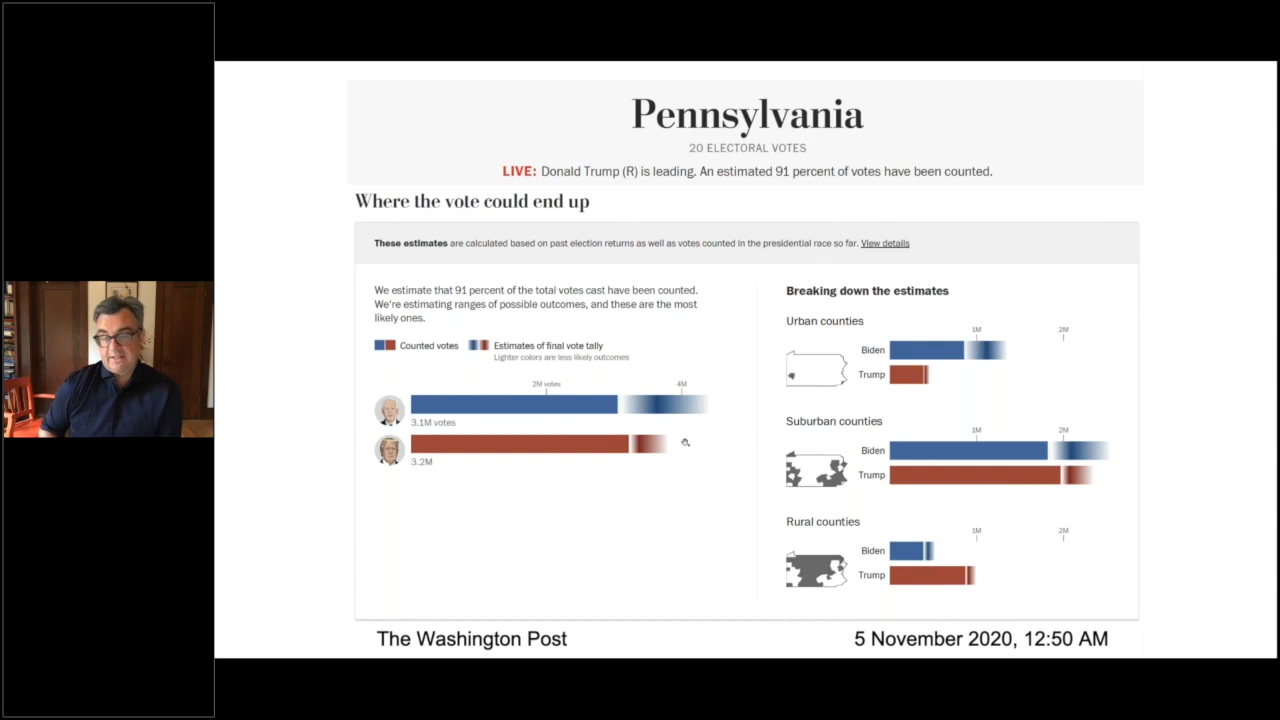 Pennsylvania
20 ELECTORAL VOTES
LIVE: Donald Trump (R) is leading. An estimated 91 percent of votes have been counted.
Where the vote could end up
These estimates are calculated based on past election returns as well as votes counted in the presidential race so far. View details
We estimate that 91 percent of the total votes cast have been counted.
We're estimating ranges of possible outcomes, and these are the most
likely ones.
Counted votes
Estimates of final vote tally
Lighter colors are less likely outcomes
2M votes
4M
3.1M votes
3.2M
Breaking down the estimates
Urban counties
1M
2M
Biden
Trump
Suburban counties
1M
2M
Biden
Trump
Rural counties
1M
2M
Biden
Trump
The Washington Post
5 November 2020, 12:50 AM